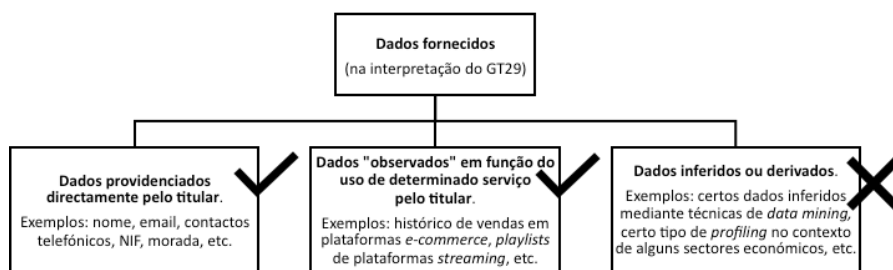 Dados fornecidos
(na interpretação do GT29)
Dados providenciados
directamente pelo titular.
Exemplos: nome, email, contactos
telefónicos, NIF, morada, etc.
Dados "observados" em função do
uso de determinado serviço
pelo titular.
Exemplos: histórico de vendas em
plataformas e-commerce, playlists
de plataformas streaming, etc.
Dados inferidos ou derivados.
Exemplos: certos dados inferidos
mediante técnicas de data mining,
certo tipo de profiling no contexto
de alguns sectores económicos, etc.